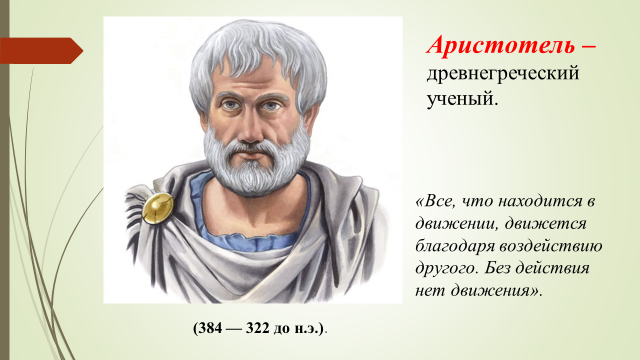 Аристотель –
древнегреческий
ученый.
«Все, что находится в
движении, движется
благодаря воздействию
другого. Без действия
нет движения».
(384 — 322 до н.э.).